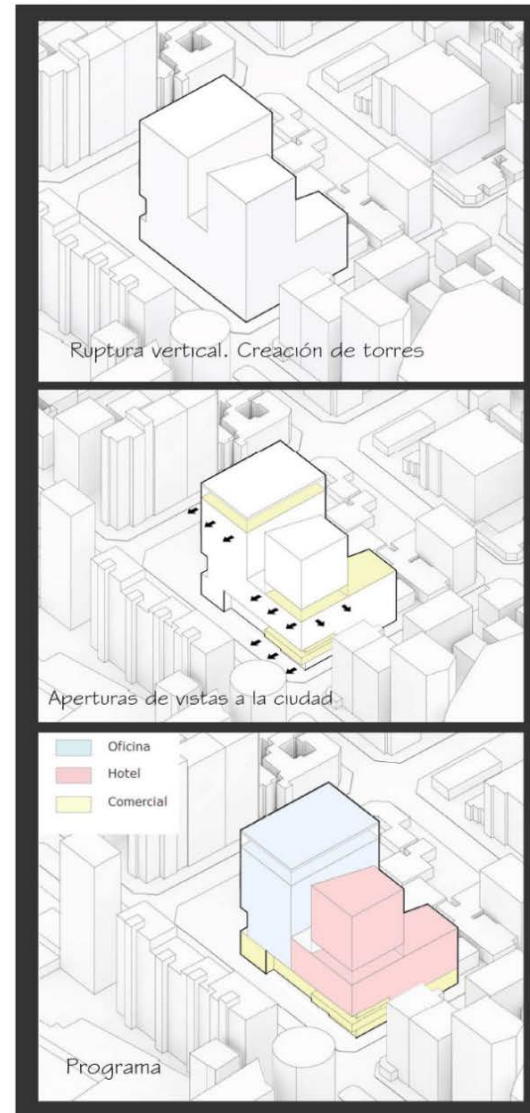 Ruptura vertical. Creación de torres
Aperturas de vistas a la ciudad
Oficina
Hotel
Comercial
Programa